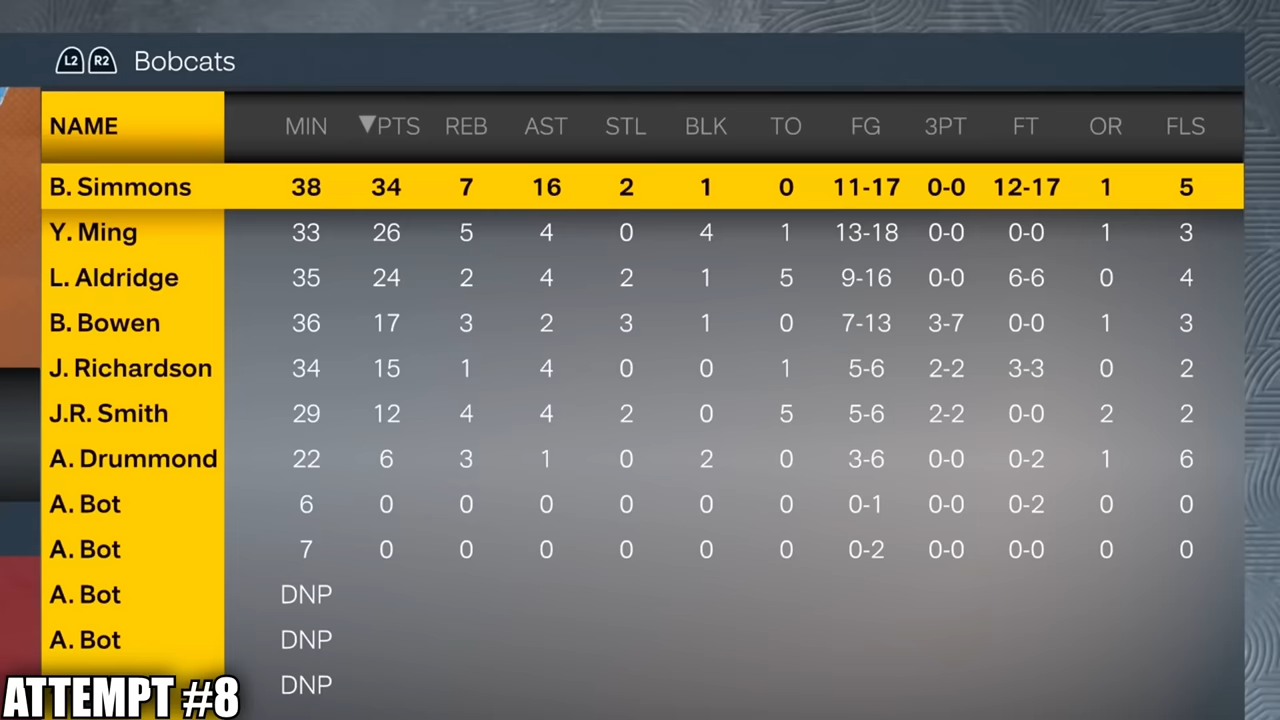 L2 R2 Bobcats
NAME MIN ▼PTS REB AST STL BLK TO FG 3PT FT OR FLS
B. Simmons 38 34 7 16 2 1 0 11-17 0-0 12-17 1 5
Y. Ming 33 26 5 4 0 4 1 13-18 0-0 0-0 1 3
L. Aldridge 35 24 2 4 2 1 5 9-16 0-0 6-6 0 4
B. Bowen 36 17 3 2 3 1 0 7-13 3-7 0-0 1 3
J. Richardson 34 15 1 4 0 0 1 5-6 2-2 3-3 0 2
J.R. Smith 29 12 4 4 2 0 5 5-6 2-2 0-0 2 2
A. Drummond 22 6 3 1 0 2 0 3-6 0-0 0-2 1 6
A. Bot 6 0 0 0 0 0 0 0-1 0-0 0-2 0 0
A. Bot 7 0 0 0 0 0 0 0-2 0-0 0-0 0 0
A. Bot DNP
A. Bot DNP
DNP
ATTEMPT #8